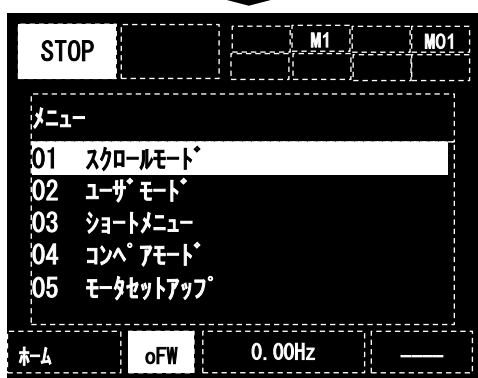 STOP M1 MO1
メニュー
01 スクロールモード
02 ユーザモード
03 ショートメニュー
04 コンペアモード
05 モータセットアップ
ホーム oFW 0.00Hz ----